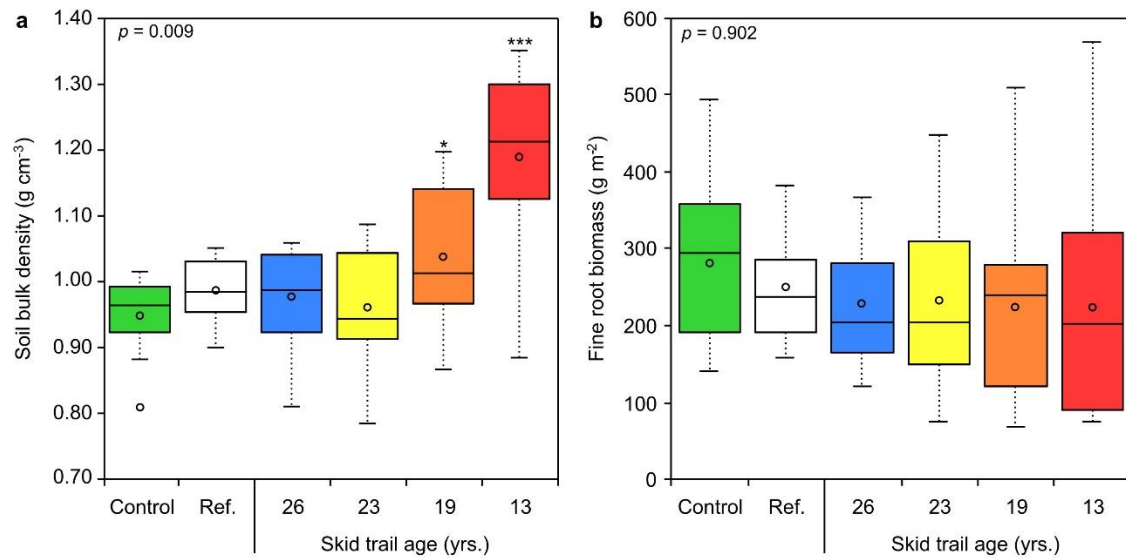 a
p = 0.009
Soil bulk density (g cm⁻³)
1.40
1.30
1.20
1.10
1.00
0.90
0.80
0.70
*
***
Control Ref. 26 23 19 13
Skid trail age (yrs.)
b
p = 0.902
Fine root biomass (g m⁻²)
600
500
400
300
200
100
0
Control Ref. 26 23 19 13
Skid trail age (yrs.)